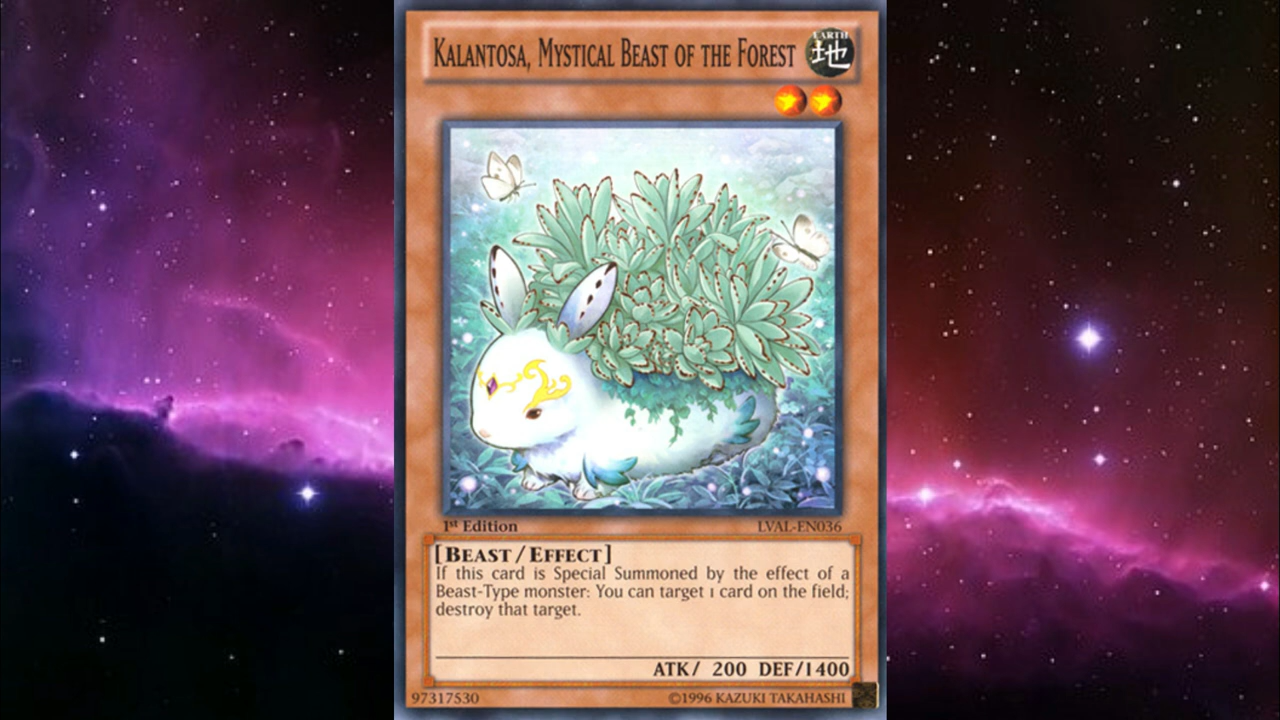 KALANTOSA, MYSTICAL BEAST OF THE FOREST
EARTH
地
1st Edition
LVAL-EN036
[BEAST/EFFECT]
If this card is Special Summoned by the effect of a
Beast-Type monster: You can target 1 card on the field;
destroy that target.
ATK/ 200 DEF/1400
97317530
©1996 KAZUKI TAKAHASHI